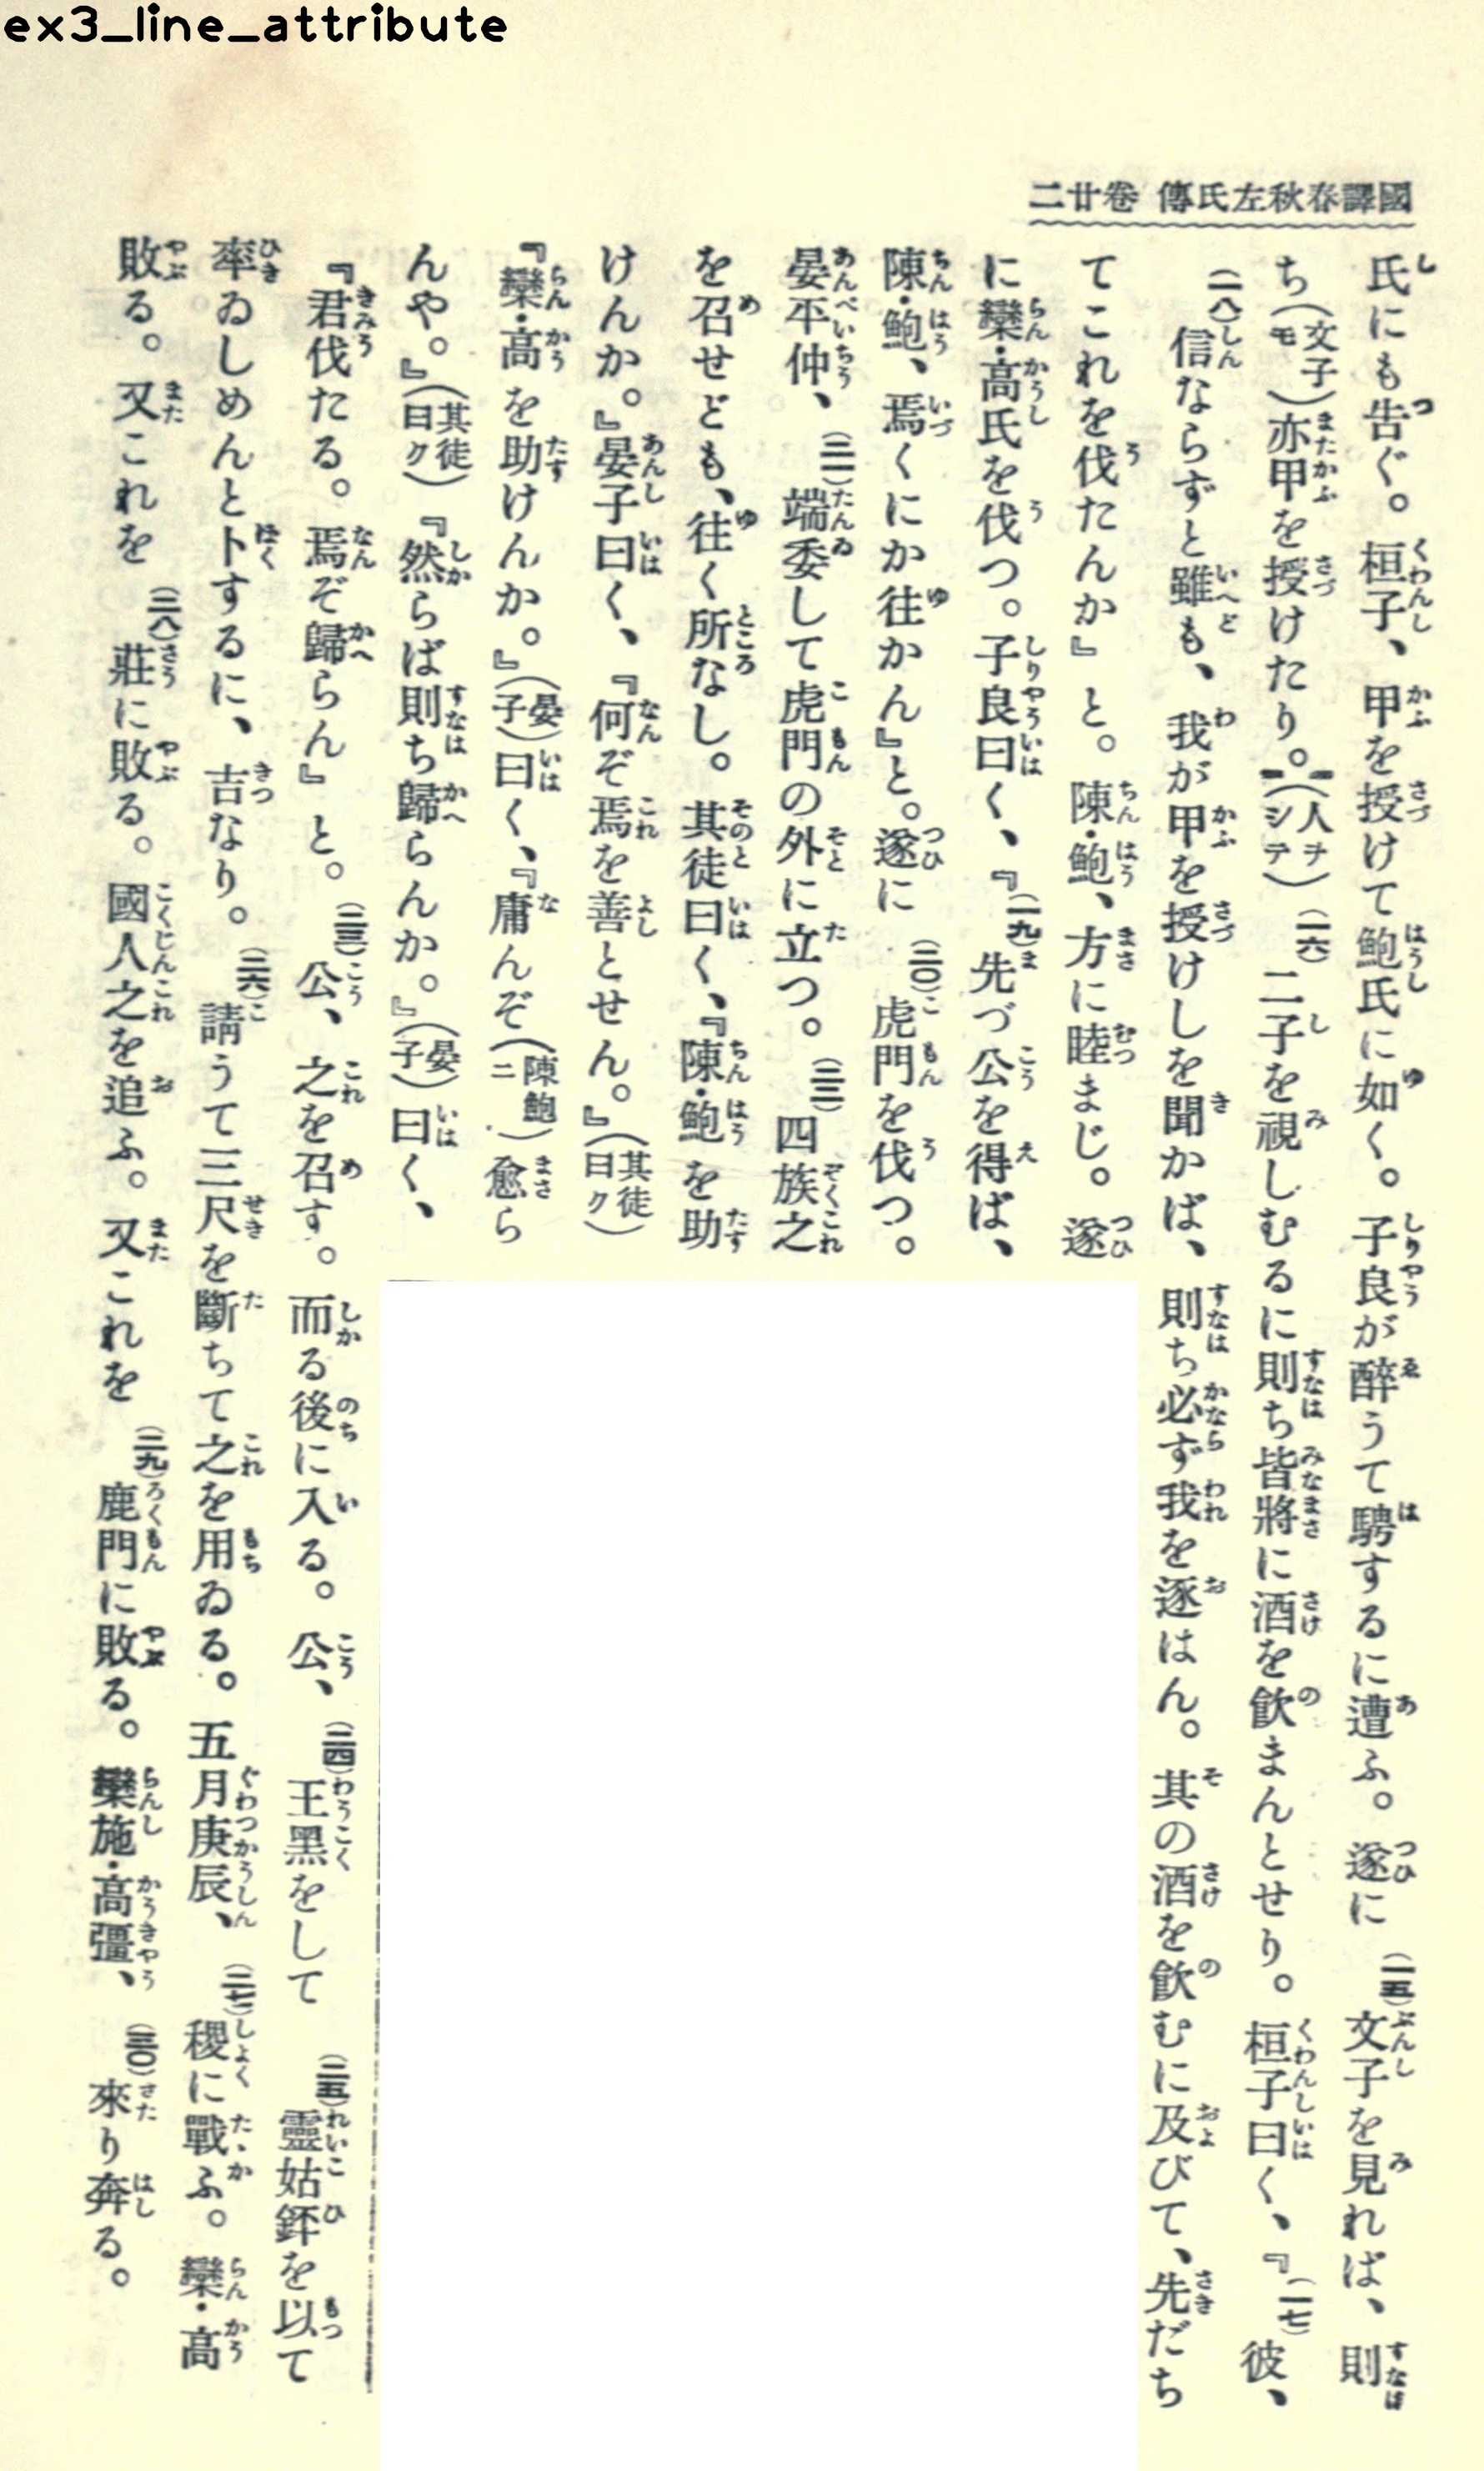 ex3_line_attribute
國譯春秋左氏傳 卷廿二
氏にも告ぐ。桓子、甲を授けて鮑氏に如く。子良が醉うて騁するに遭ふ。遂に(一五)文子を見れば、則
ち(文子モ)亦甲を授けたり。(人ヲシテ)(一六)二子を視しむるに則ち皆將に酒を飮まんとせり。桓子曰く、『(一七)彼、
(一八)信ならずと雖も、我が甲を授けしを聞かば、則ち必ず我を逐はん。其の酒を飮むに及びて、先だち
てこれを伐たんか』と。陳・鮑、方に睦まじ。遂
に欒・高氏を伐つ。子良曰く、『(一九)先づ公を得ば、
陳・鮑、焉くにか往かん』と。遂に(二〇)虎門を伐つ。
晏平仲、(二一)端委して虎門の外に立つ。(二二)四族之
を召せども、往く所なし。其徒曰く、『陳・鮑を助
けんか。』晏子曰く、『何ぞ焉を善とせん。』(其徒曰ク)
『欒・高を助けんか。』(晏子)曰く、『庸んぞ(陳鮑ニ)愈ら
んや。』(其徒曰ク)『然らば則ち歸らんか。』(晏子)曰く、
『君伐たる。焉ぞ歸らん』と。(二三)公、之を召す。而る後に入る。公、(二四)王黑をして(二五)靈姑銔を以て
率ゐしめんと卜するに、吉なり。(二六)請うて三尺を斷ちて之を用ゐる。五月庚辰、(二七)稷に戰ふ。欒・高
敗る。又これを(二八)莊に敗る。國人之を追ふ。又これを(二九)鹿門に敗る。欒施・高彊、(三〇)來り奔る。